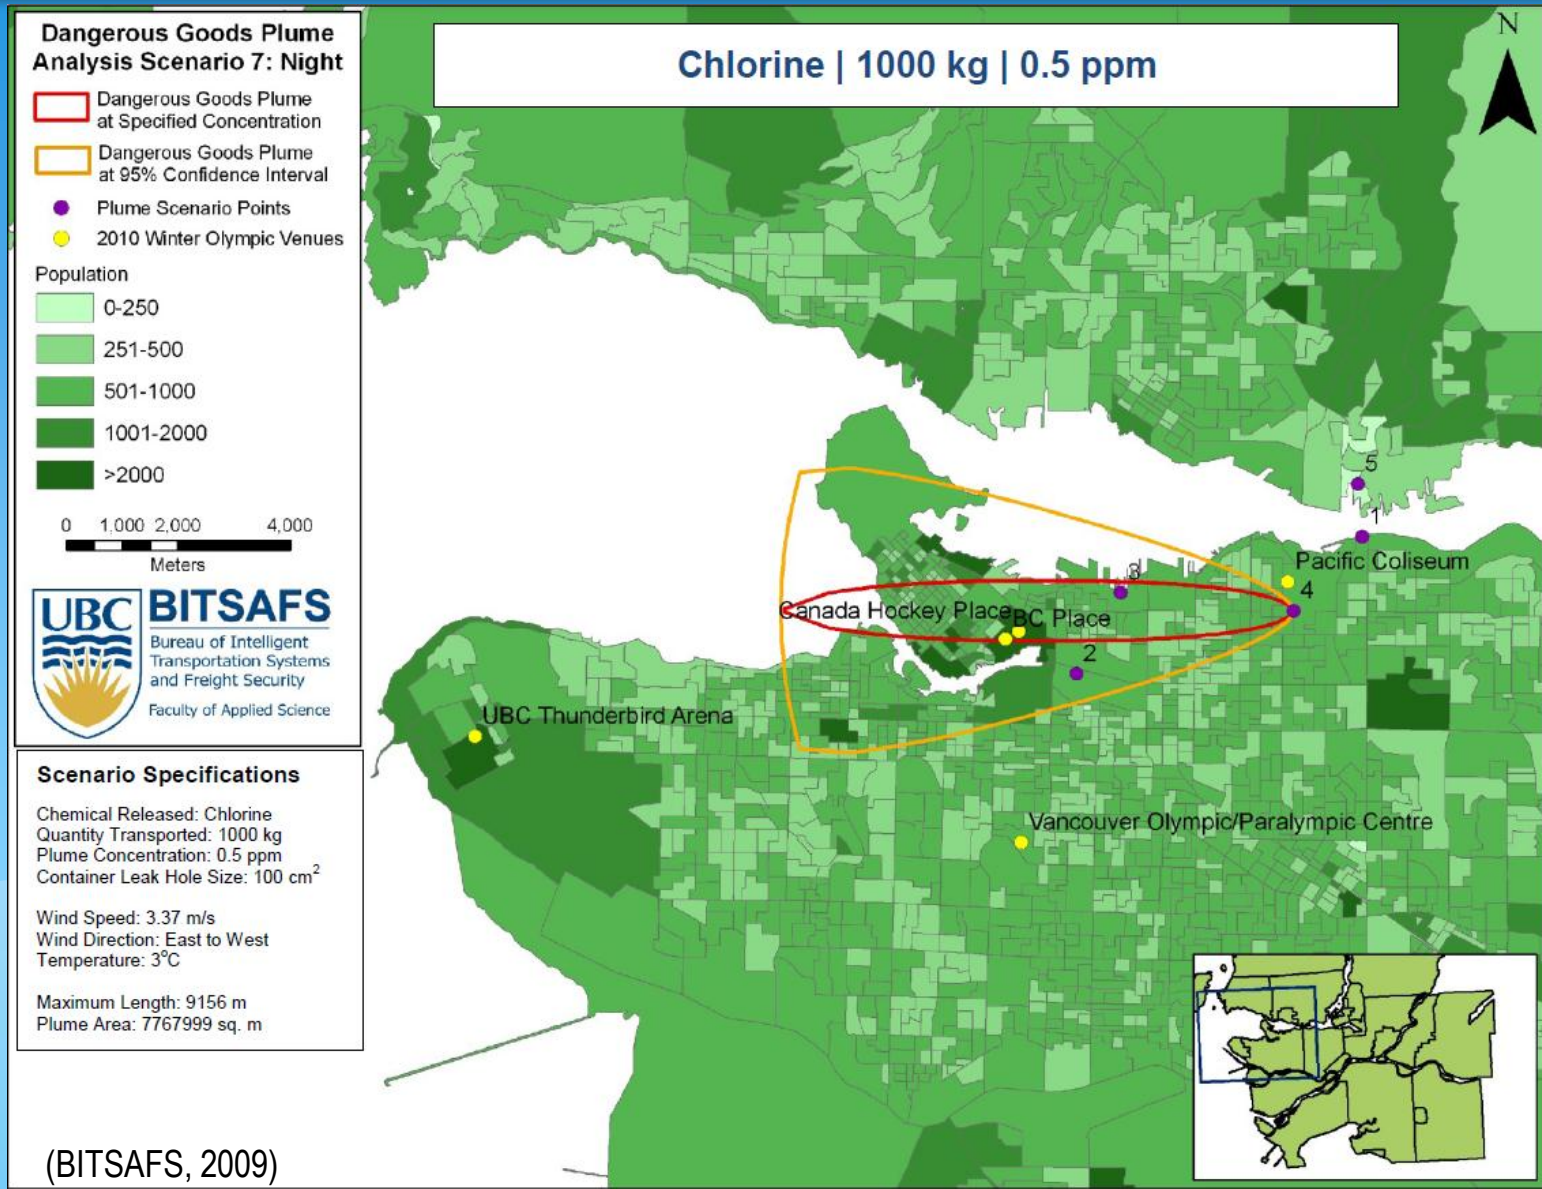 Dangerous Goods Plume
Analysis Scenario 7: Night
Dangerous Goods Plume
at Specified Concentration
Dangerous Goods Plume
at 95% Confidence Interval
Plume Scenario Points
2010 Winter Olympic Venues
Population
0-250
251-500
501-1000
1001-2000
>2000
0 1,000 2,000 4,000
Meters
UBC
BITSAFS
Bureau of Intelligent
Transportation Systems
and Freight Security
Faculty of Applied Science
Scenario Specifications
Chemical Released: Chlorine
Quantity Transported: 1000 kg
Plume Concentration: 0.5 ppm
Container Leak Hole Size: 100 cm²
Wind Speed: 3.37 m/s
Wind Direction: East to West
Temperature: 3°C
Maximum Length: 9156 m
Plume Area: 7767999 sq. m
(BITSAFS, 2009)
Chlorine | 1000 kg | 0.5 ppm
N
5
1
Pacific Coliseum
3
4
Canada Hockey Place
BC Place
2
UBC Thunderbird Arena
Vancouver Olympic/Paralympic Centre